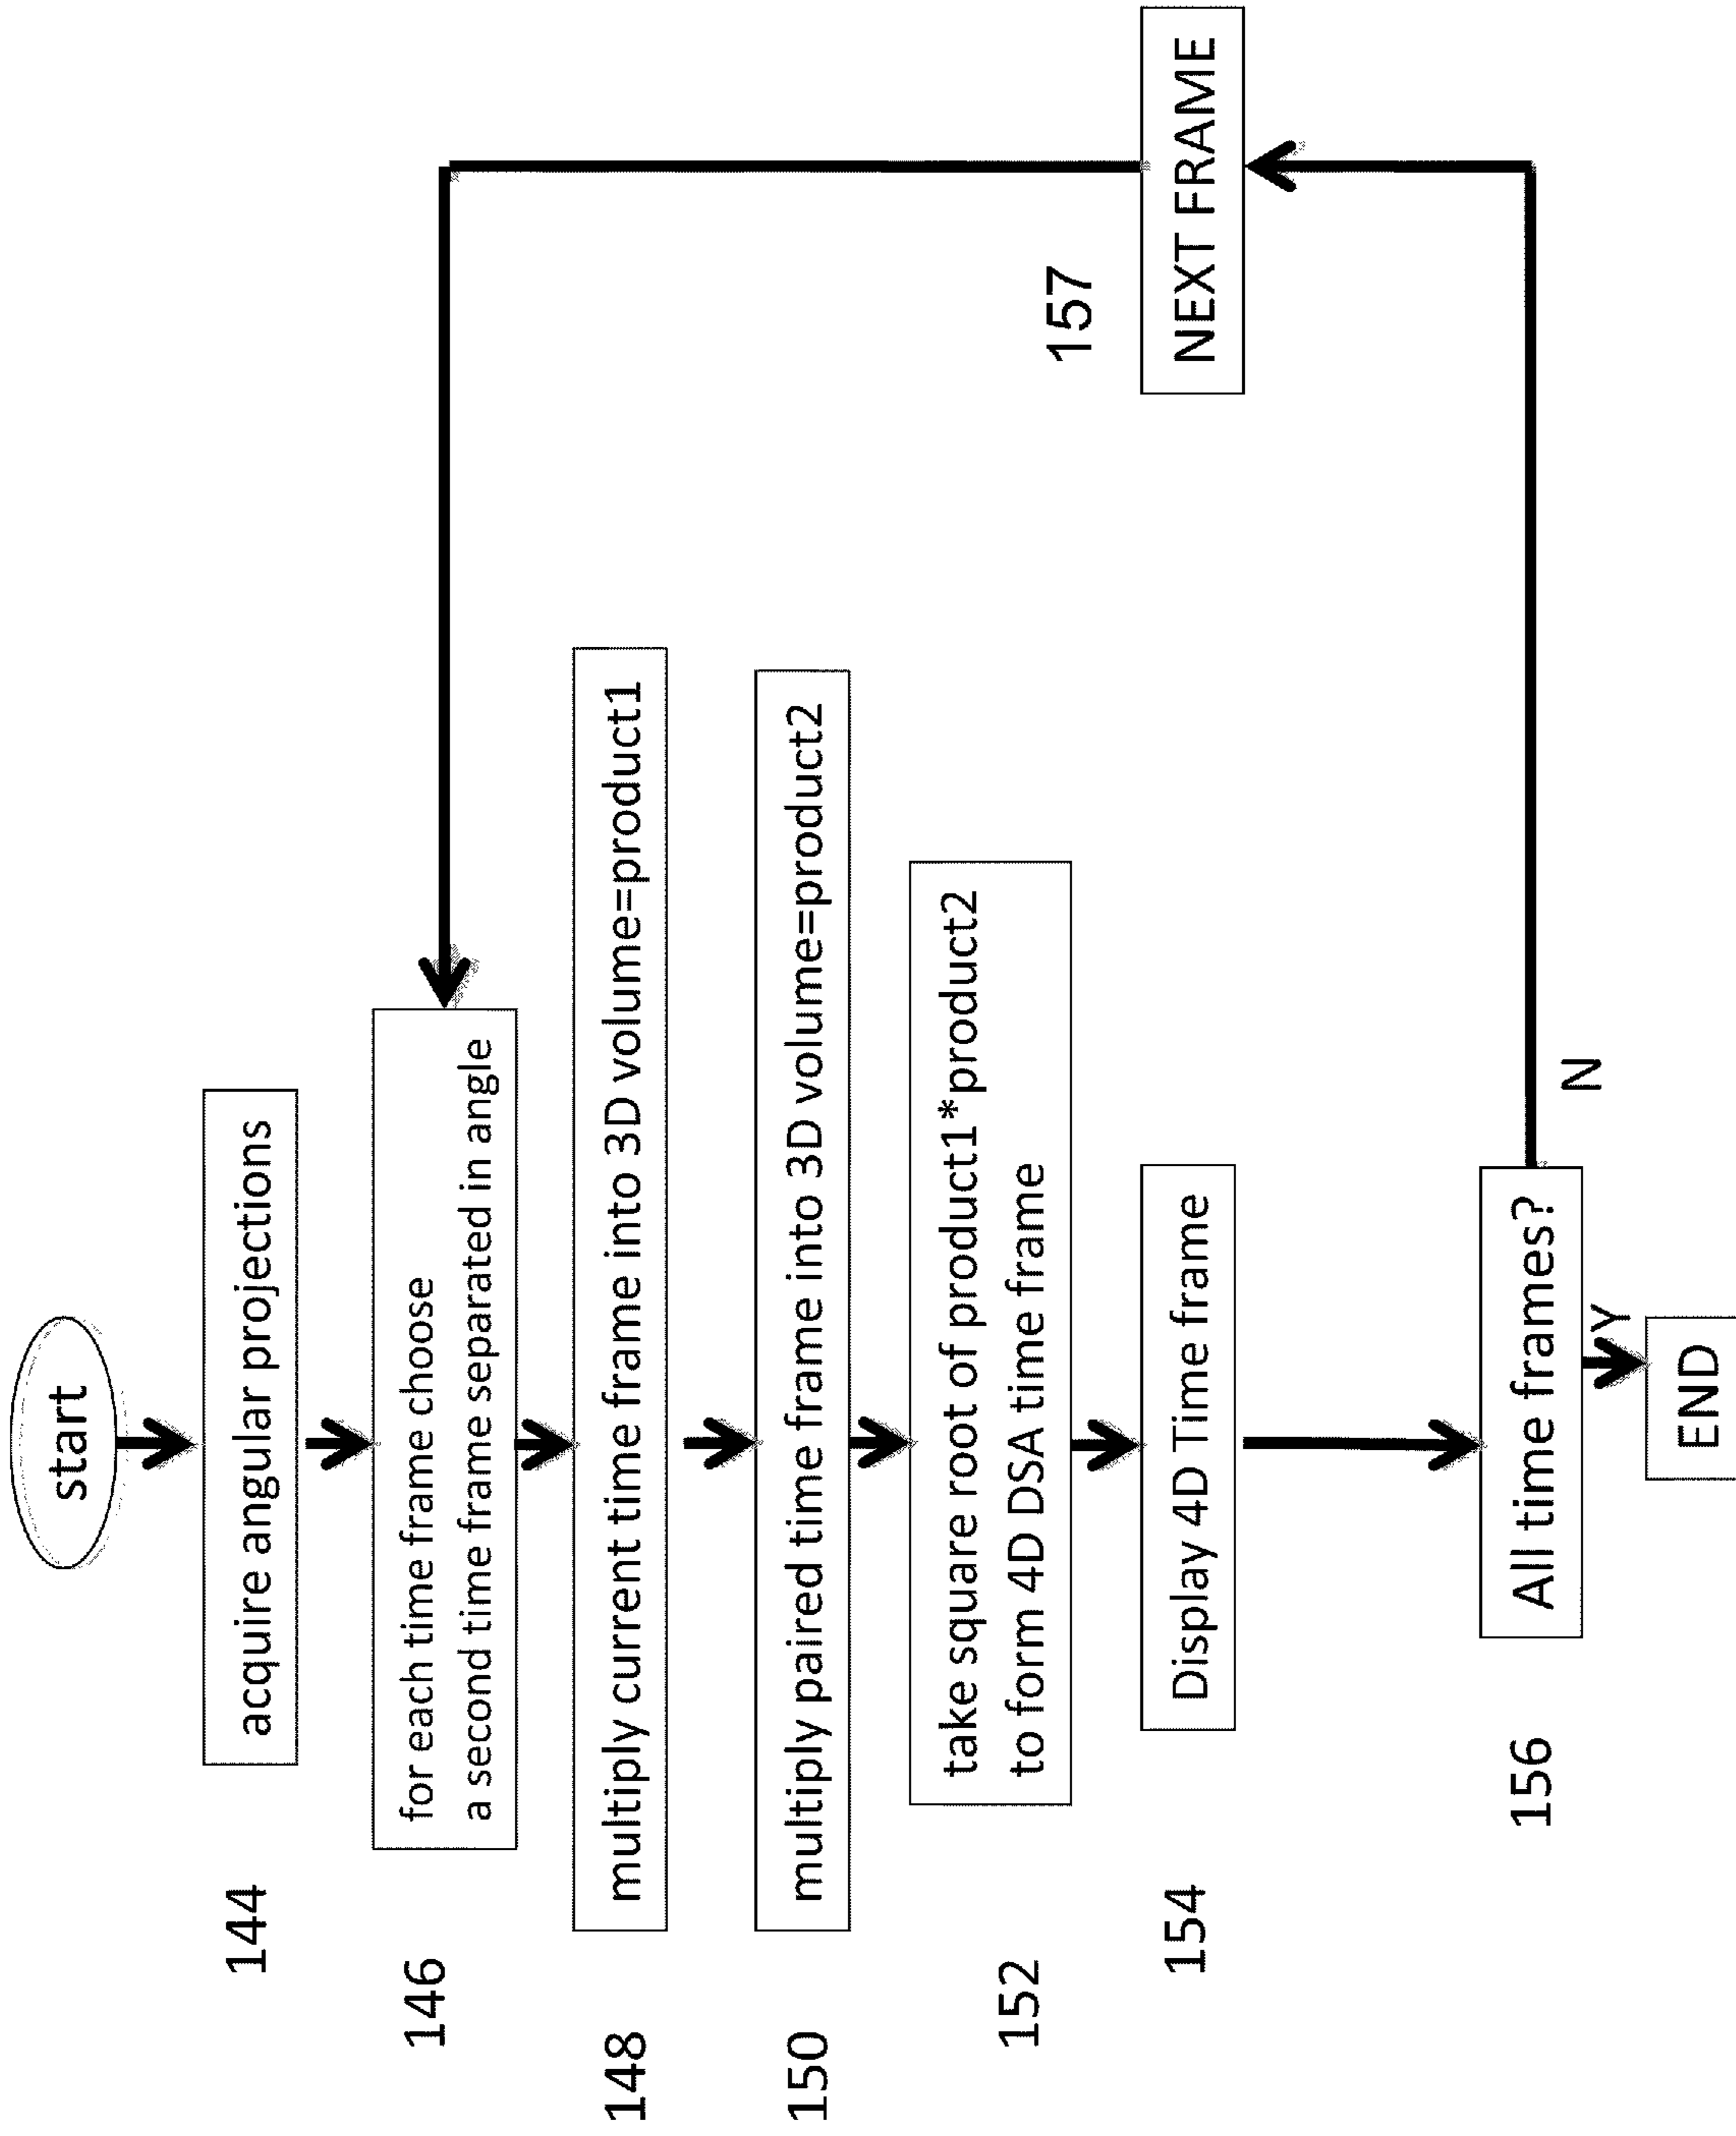 start
144
acquire angular projections
146
for each time frame choose
a second time frame separated in angle
148
multiply current time frame into 3D volume=product1
150
multiply paired time frame into 3D volume=product2
152
take square root of product1*product2
to form 4D DSA time frame
154
Display 4D Time frame
156
All time frames?
N
157
NEXT FRAME
Y
END